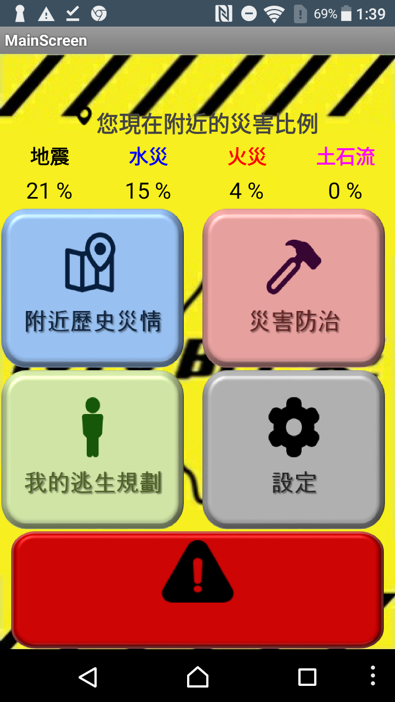 69% 1:39
MainScreen
您現在附近的災害比例
地震 水災 火災 土石流
21 % 15 % 4 % 0 %
附近歷史災情 災害防治
我的逃生規劃 設定